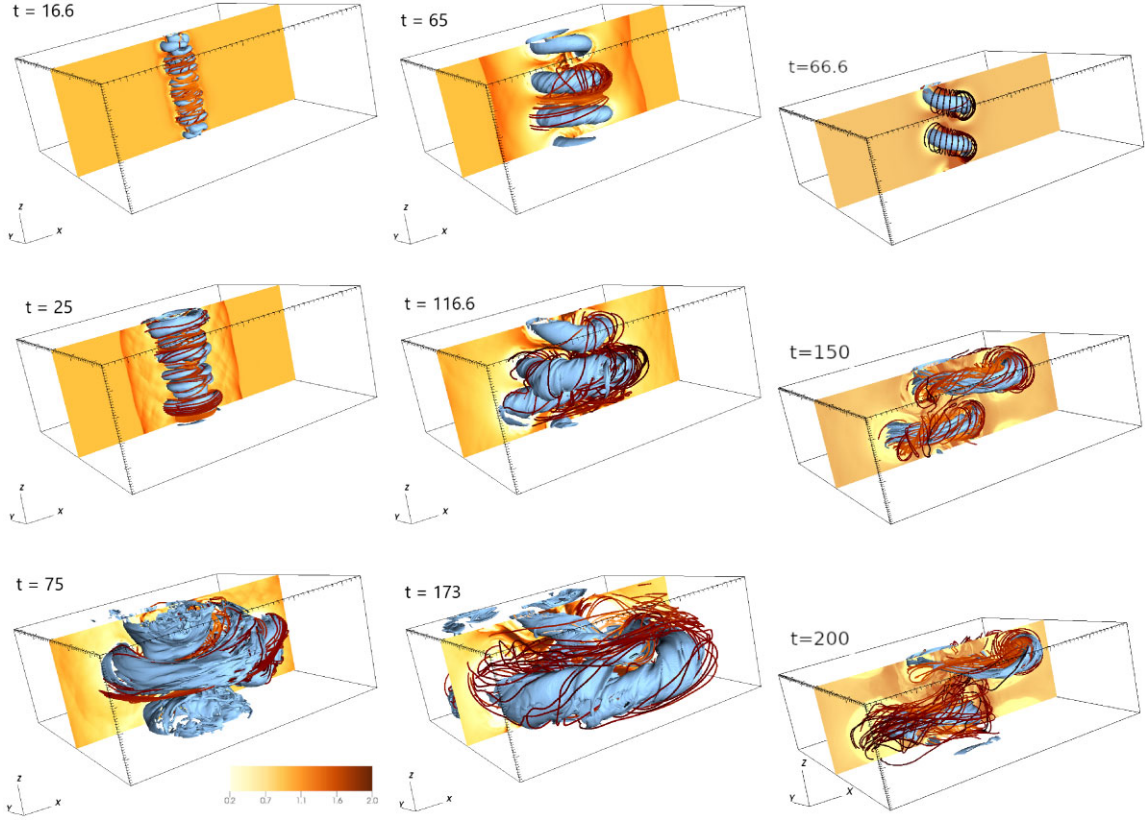 t = 16.6
t = 65
t=66.6
z
Y
x
z
Y
x
z
Y
x
t = 25
t = 116.6
t=150
z
Y
x
z
Y
x
z
Y
x
t = 75
t = 173
t=200
0.2 0.7 1.1 1.6 2.0
z
Y
x
z
Y
x
z
Y
x